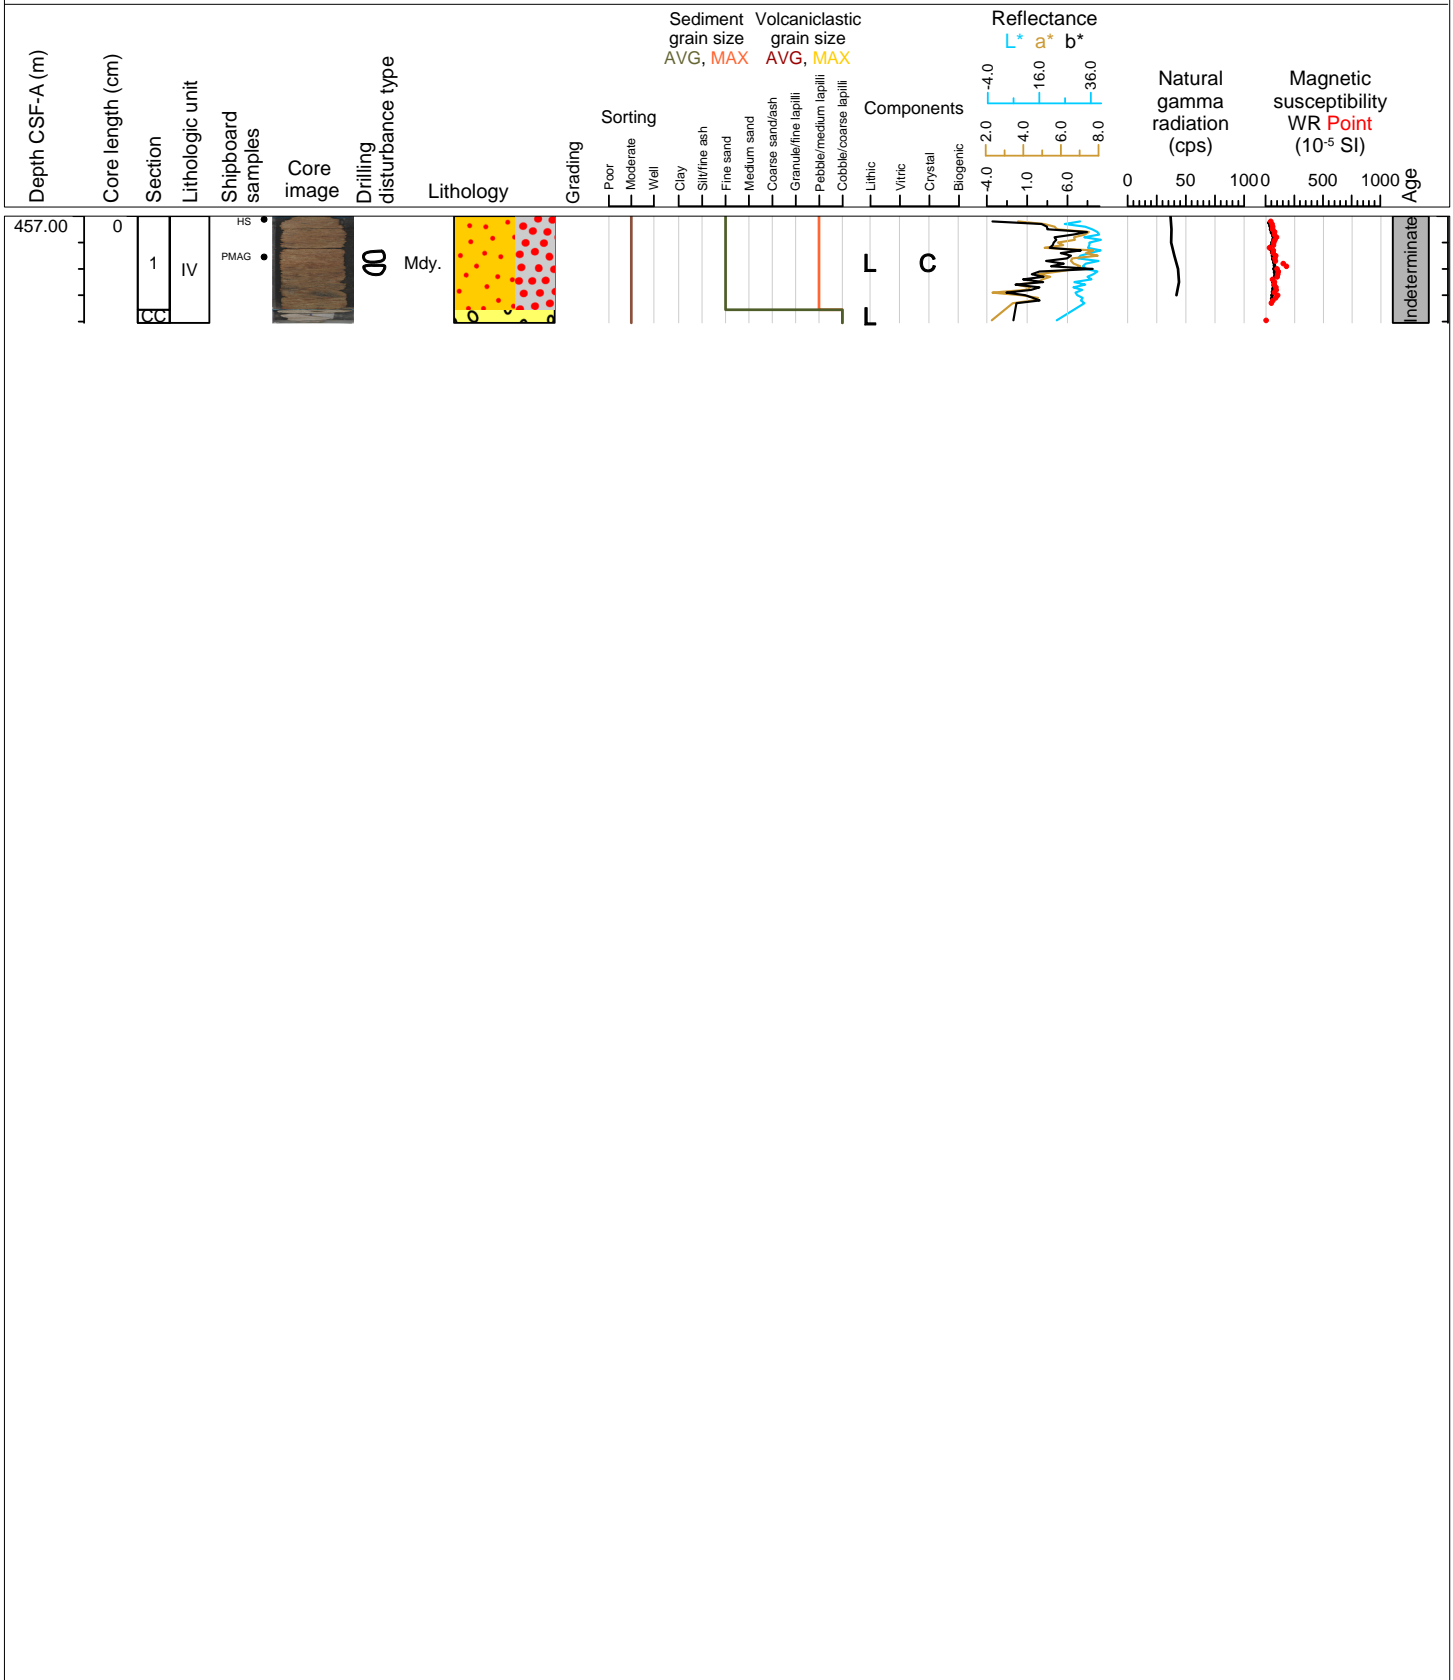 Depth CSF-A (m)
Core length (cm)
Section
Lithologic unit
Shipboard
samples
Core
image
Drilling
disturbance type
Lithology
Grading
Sorting
Poor
Moderate
Well
Sediment
grain size
AVG, MAX
Volcaniclastic
grain size
AVG, MAX
Clay
Silt/fine ash
Fine sand
Medium sand
Coarse sand/ash
Granule/fine lapilli
Pebble/medium lapilli
Cobble/coarse lapilli
Components
Lithic
Vitric
Crystal
Biogenic
Reflectance
L* a* b*
-4.0 16.0 36.0
2.0 4.0 6.0 8.0
-4.0 1.0 6.0
Natural
gamma
radiation
(cps)
0 50 100
Magnetic
susceptibility
WR Point
(10-5 SI)
0 500 1000
Age
457.00
0
1
CC
IV
HS
PMAG
Mdy.
L C
L
Indeterminate